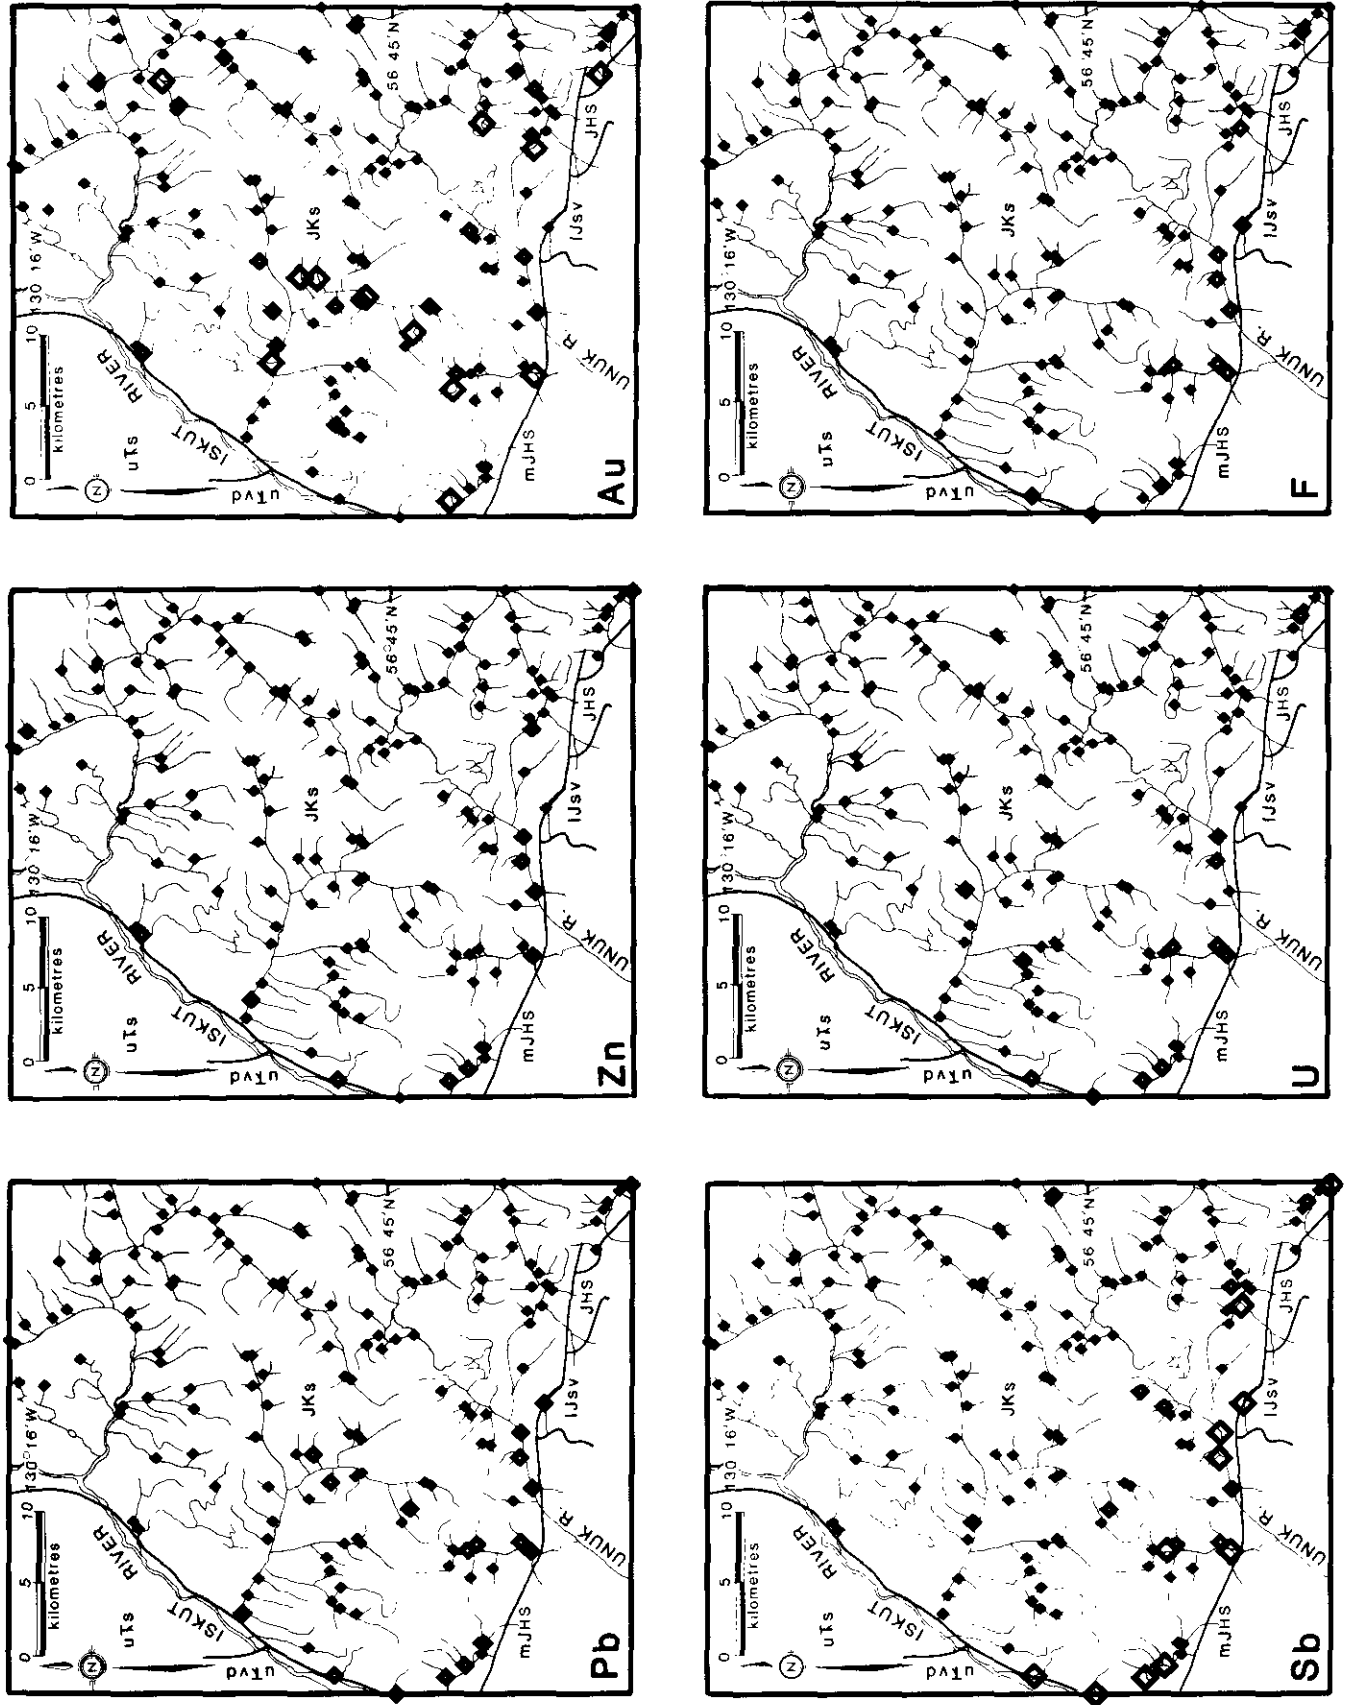 0 5 10
kilometres
N
130°16'W
uTs
RIVER
ISKUT
uTvd
JKs
56 45'N
mJHS
lJsv
JHS
UNUK R.
Pb
0 5 10
kilometres
N
130 16'W
uTs
RIVER
ISKUT
uTvd
JKs
56°45'N
mJHS
lJsv
JHS
UNUK R.
Zn
0 5 10
kilometres
N
130 16'W
uTs
RIVER
ISKUT
uTvd
JKs
56 45'N
mJHS
lJsv
JHS
UNUK R.
Au
0 5 10
kilometres
N
130 16'W
uTs
RIVER
ISKUT
uTvd
JKs
56 45'N
mJHS
lJsv
JHS
UNUK R.
Sb
0 5 10
kilometres
N
130 16'W
uTs
RIVER
ISKUT
uTvd
JKs
56 45'N
mJHS
lJsv
JHS
UNUK R.
U
0 5 10
kilometres
N
130 16'W
uTs
RIVER
ISKUT
uTvd
JKs
56 45'N
mJHS
lJsv
JHS
UNUK R.
F